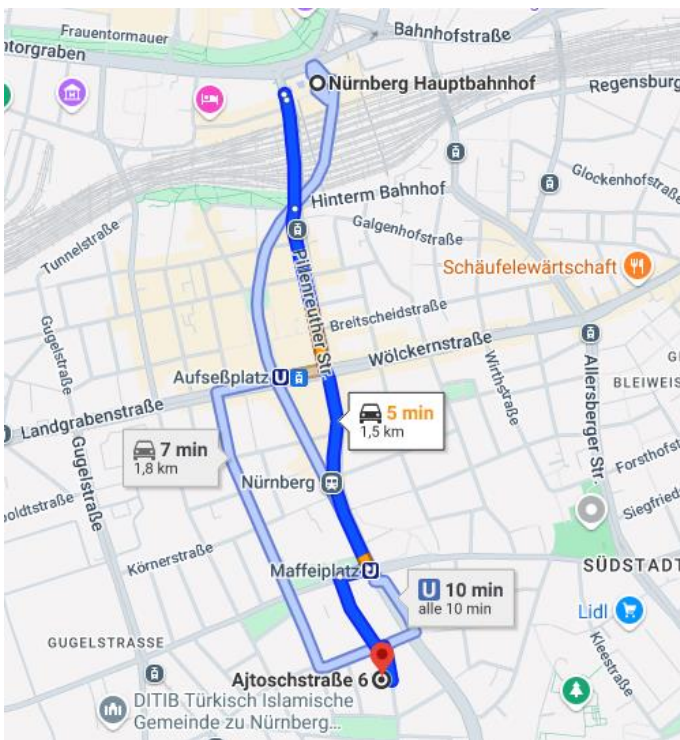 Frauentormauer
ntorgraben
Bahnhofstraße
Nürnberg Hauptbahnhof
Regensburg
Hinterm Bahnhof
Glockenhofstraße
Tunnelstraße
Galgenhofstraße
Pillenreuther Str.
Schäufelewärtschaft
Gugelstraße
Breitscheidstraße
Wölckernstraße
Aufseßplatz U
Wirthstraße
Allersberger Str.
BLEIWEIS
Landgrabenstraße
5 min
1,5 km
7 min
1,8 km
Gugelstraße
Forsthofst
Nürnberg
Siegfried
oldtstraße
Körnerstraße
Maffeiplatz U
SÜDSTADT
U 10 min
alle 10 min
Lidl
GUGELSTRASSE
Kleestraße
Ajtoschstraße 6
DITIB Türkisch Islamische
Gemeinde zu Nürnberg...